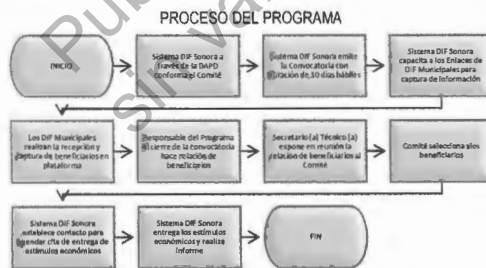 PROCESO DEL PROGRAMA
INICIO
Sistema DIF Sonora a
través de la DAPD
conforma el Comité
Sistema DIF Sonora emite
la Convocatoria con
duración de 10 días hábiles
Sistema DIF Sonora
capacita a los Enlaces de
DIF Municipales para
captura de información
Los DIF Municipales
realizan la recepción y
captura de beneficiarios en
plataforma
Responsable del Programa
al cierre de la convocatoria
hace relación de
beneficiarios
Secretario (a) Técnico (a)
expone en reunión la
relación de beneficiarios al
Comité
Comité selecciona a los
beneficiarios
Sistema DIF Sonora
establece contacto para
agendar cita de entrega de
estímulos económicos
Sistema DIF Sonora
entrega los estímulos
económicos y realiza
informe
FIN